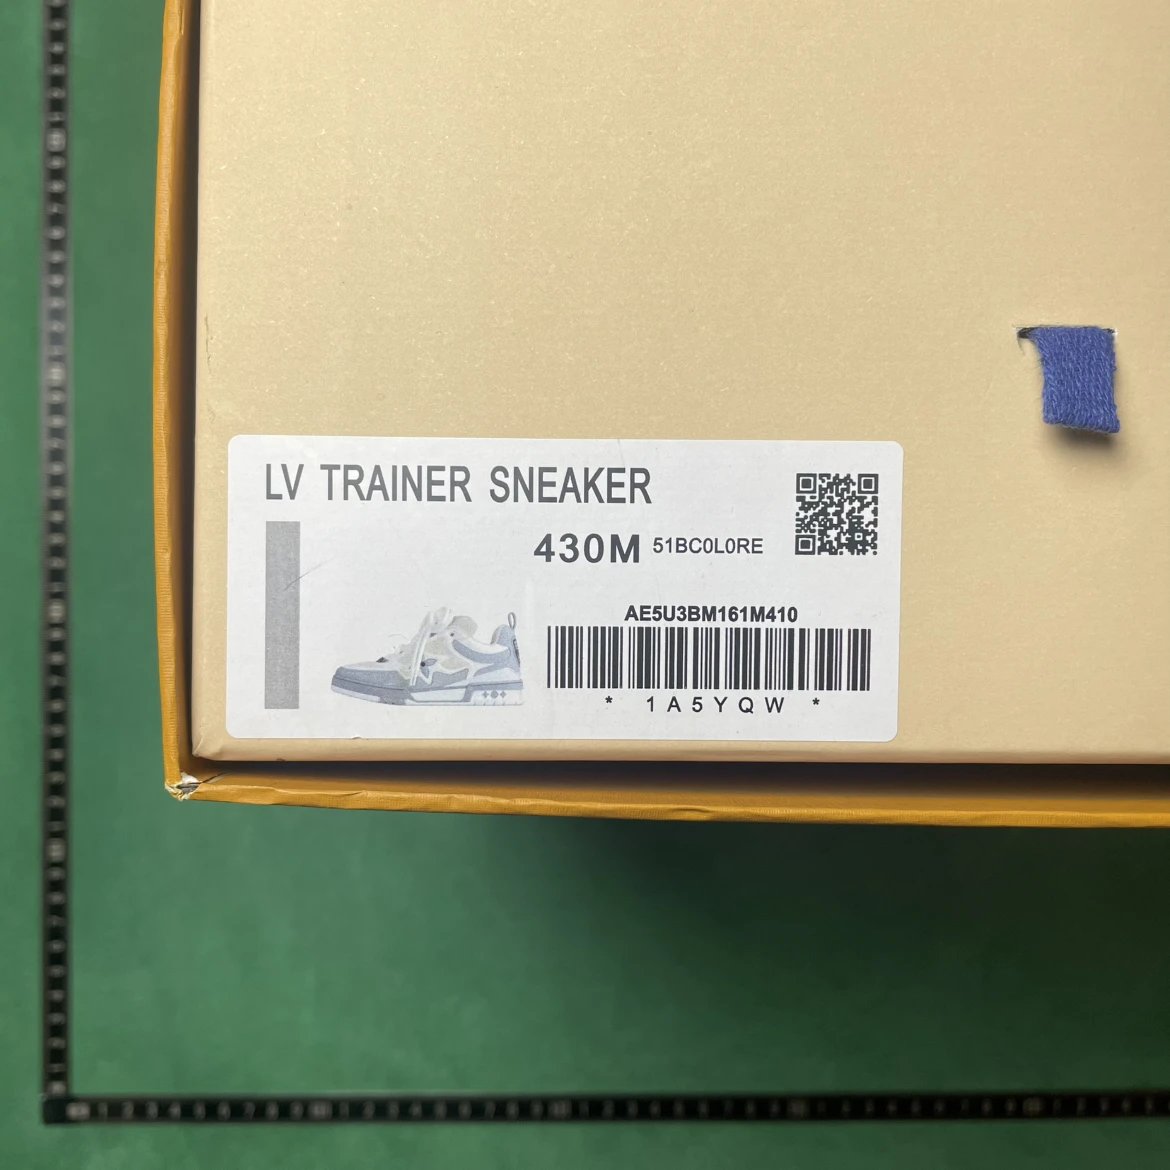 LV TRAINER SNEAKER
430M 51BC0L0RE
AE5U3BM161M410
* 1A5YQW *